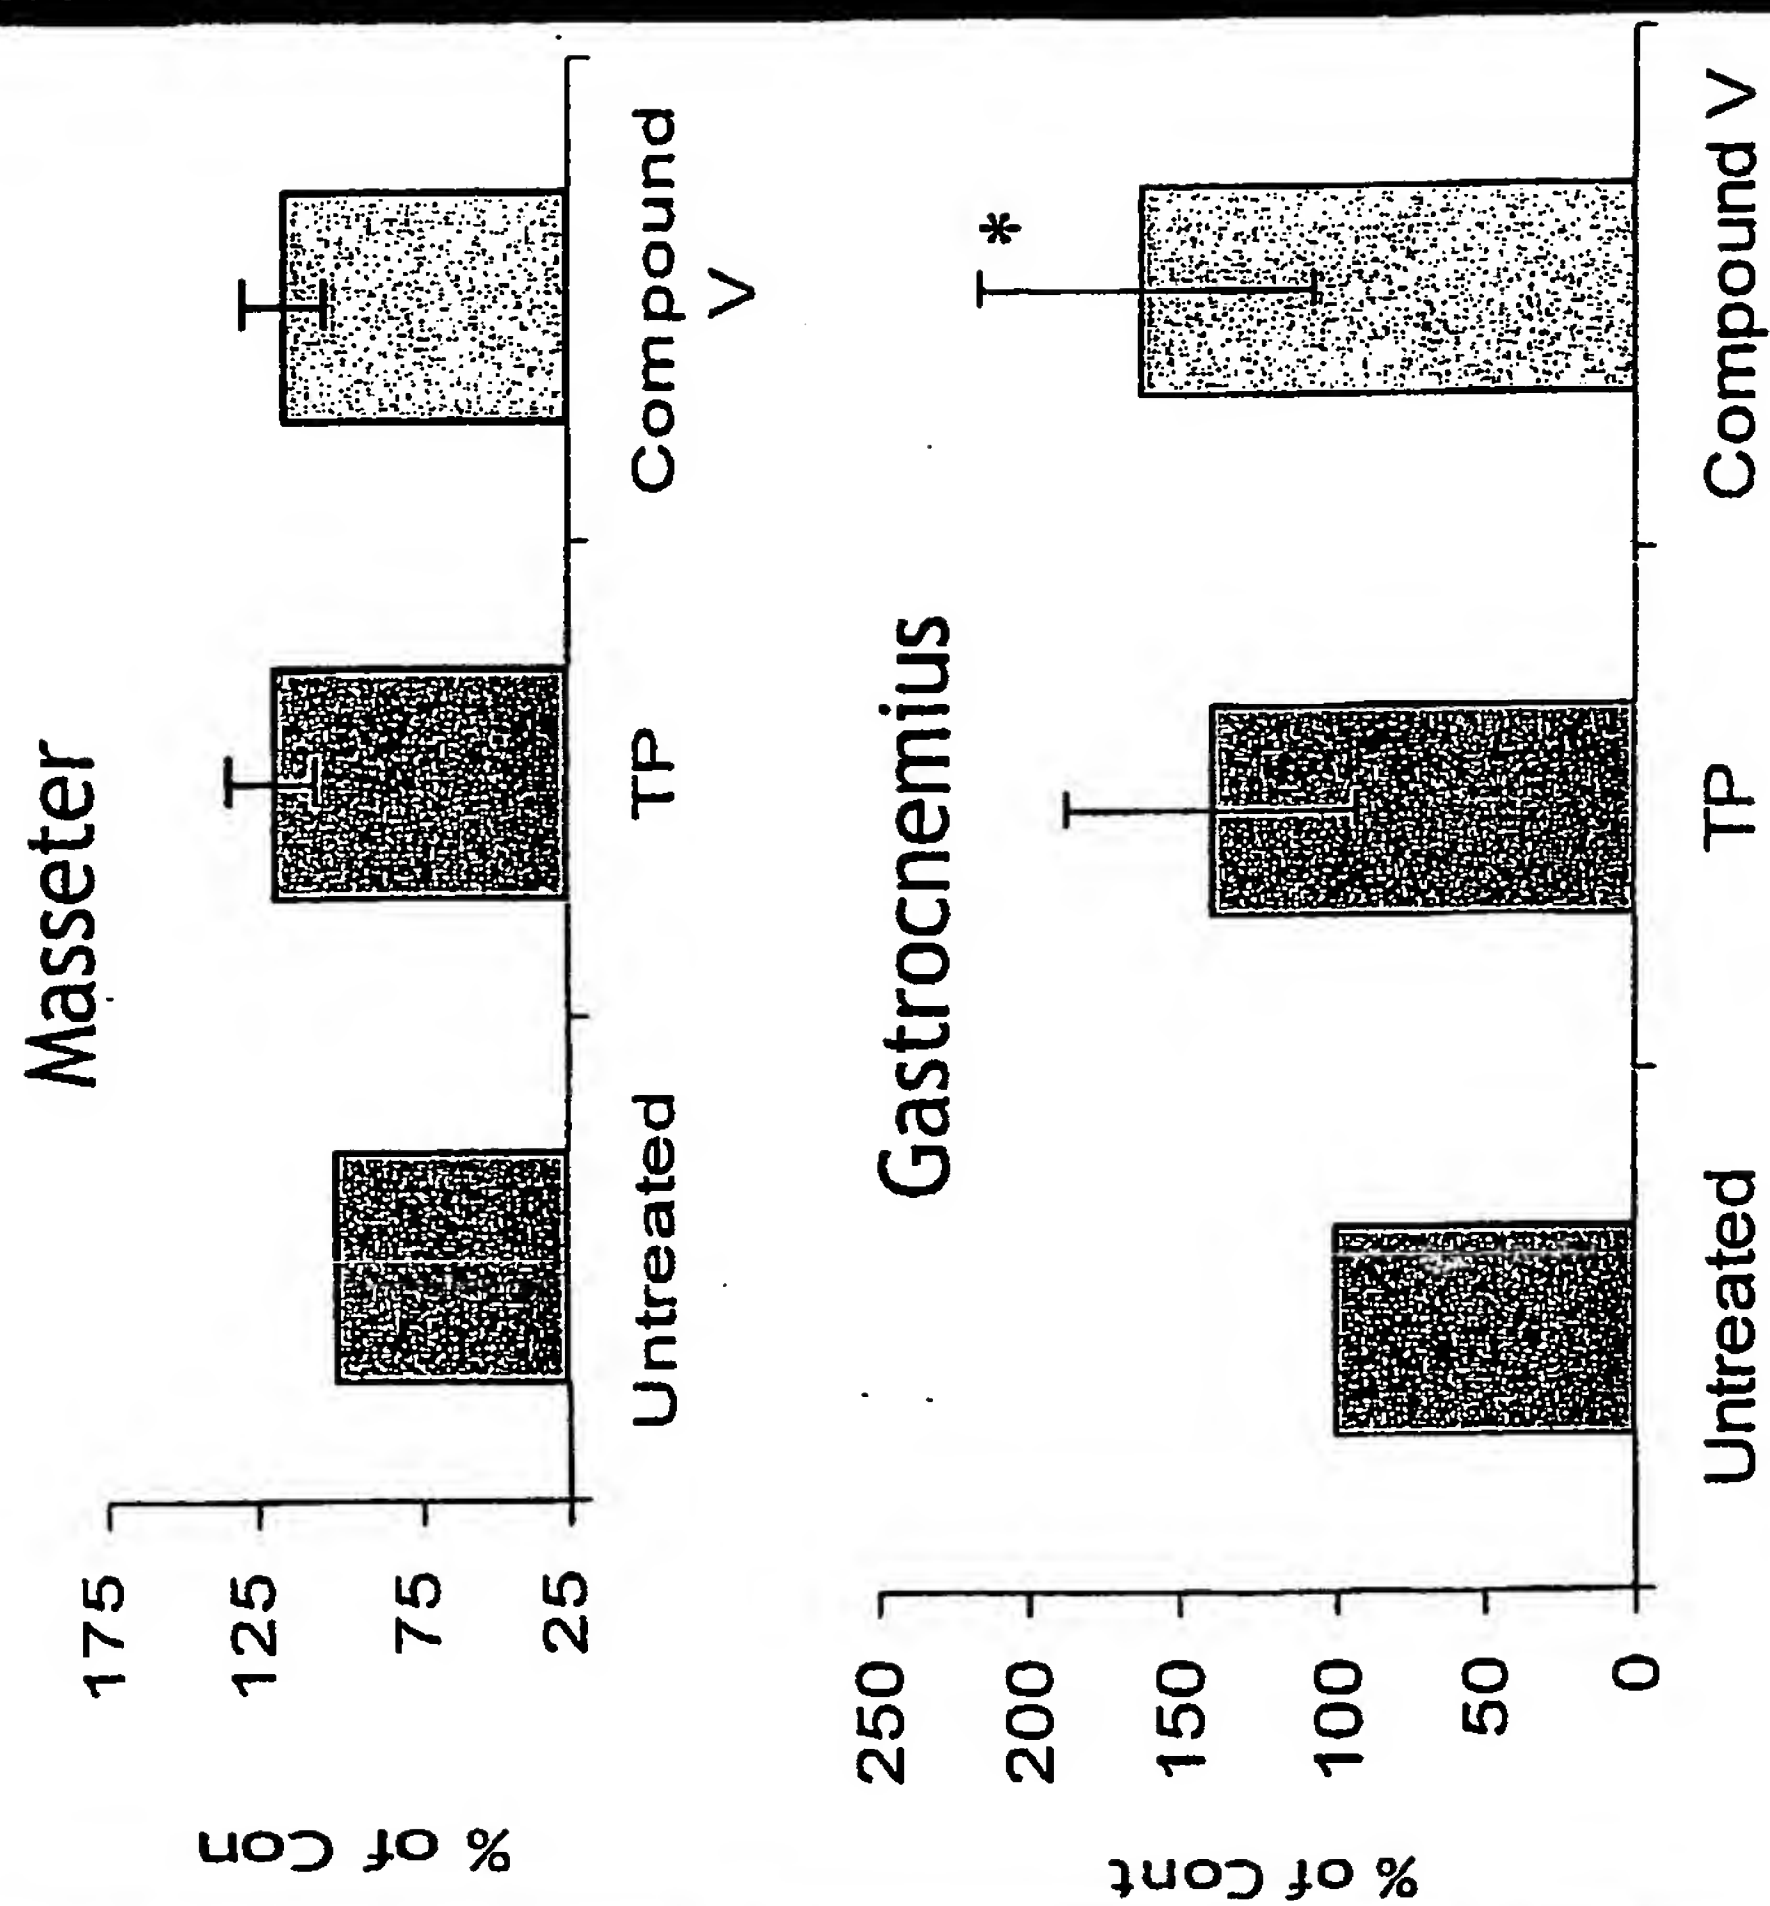 Masseter
% of Con
175
125
75
25
Untreated
TP
Compound
V
Gastrocnemius
% of Cont
250
200
150
100
50
0
*
Untreated
TP
Compound V